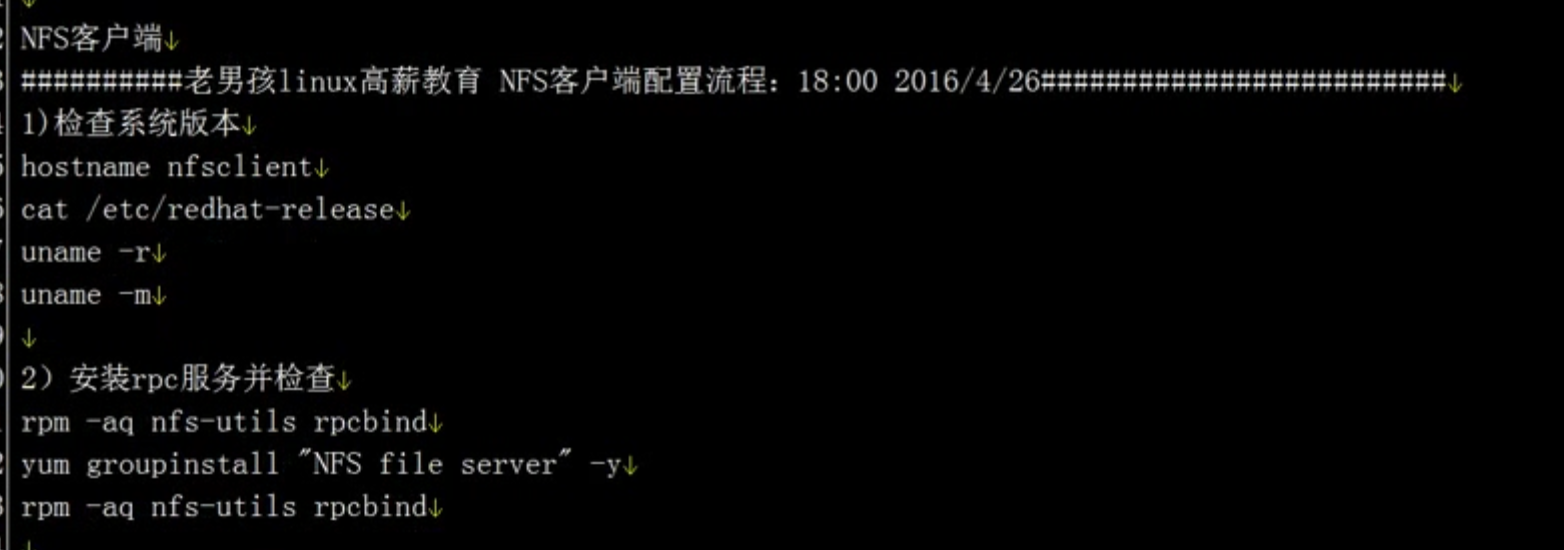 NFS客户端↓
##########老男孩linux高薪教育 NFS客户端配置流程：18:00 2016/4/26#########################↓
1)检查系统版本↓
hostname nfsclient↓
cat /etc/redhat-release↓
uname -r↓
uname -m↓
↓
2）安装rpc服务并检查↓
rpm -aq nfs-utils rpcbind↓
yum groupinstall "NFS file server" -y↓
rpm -aq nfs-utils rpcbind↓